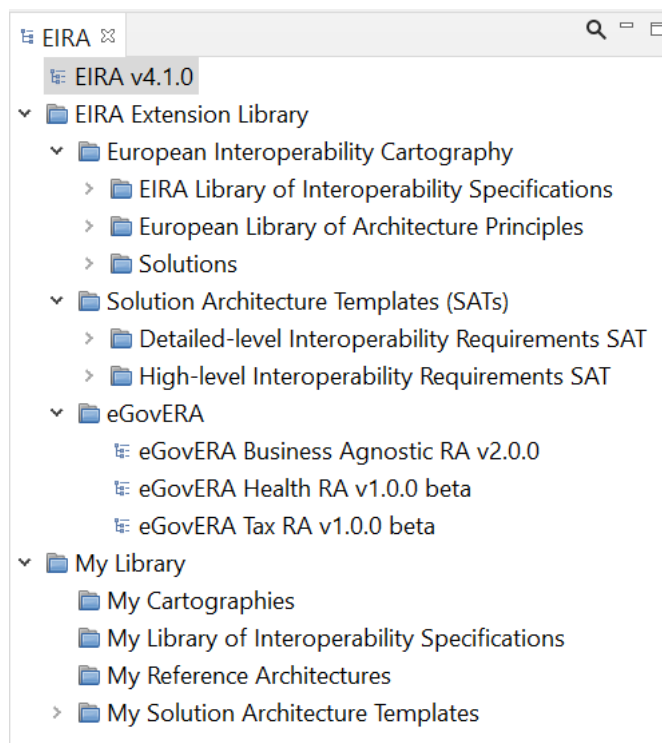 EIRA
EIRA v4.1.0
EIRA Extension Library
European Interoperability Cartography
EIRA Library of Interoperability Specifications
European Library of Architecture Principles
Solutions
Solution Architecture Templates (SATs)
Detailed-level Interoperability Requirements SAT
High-level Interoperability Requirements SAT
eGovERA
eGovERA Business Agnostic RA v2.0.0
eGovERA Health RA v1.0.0 beta
eGovERA Tax RA v1.0.0 beta
My Library
My Cartographies
My Library of Interoperability Specifications
My Reference Architectures
My Solution Architecture Templates